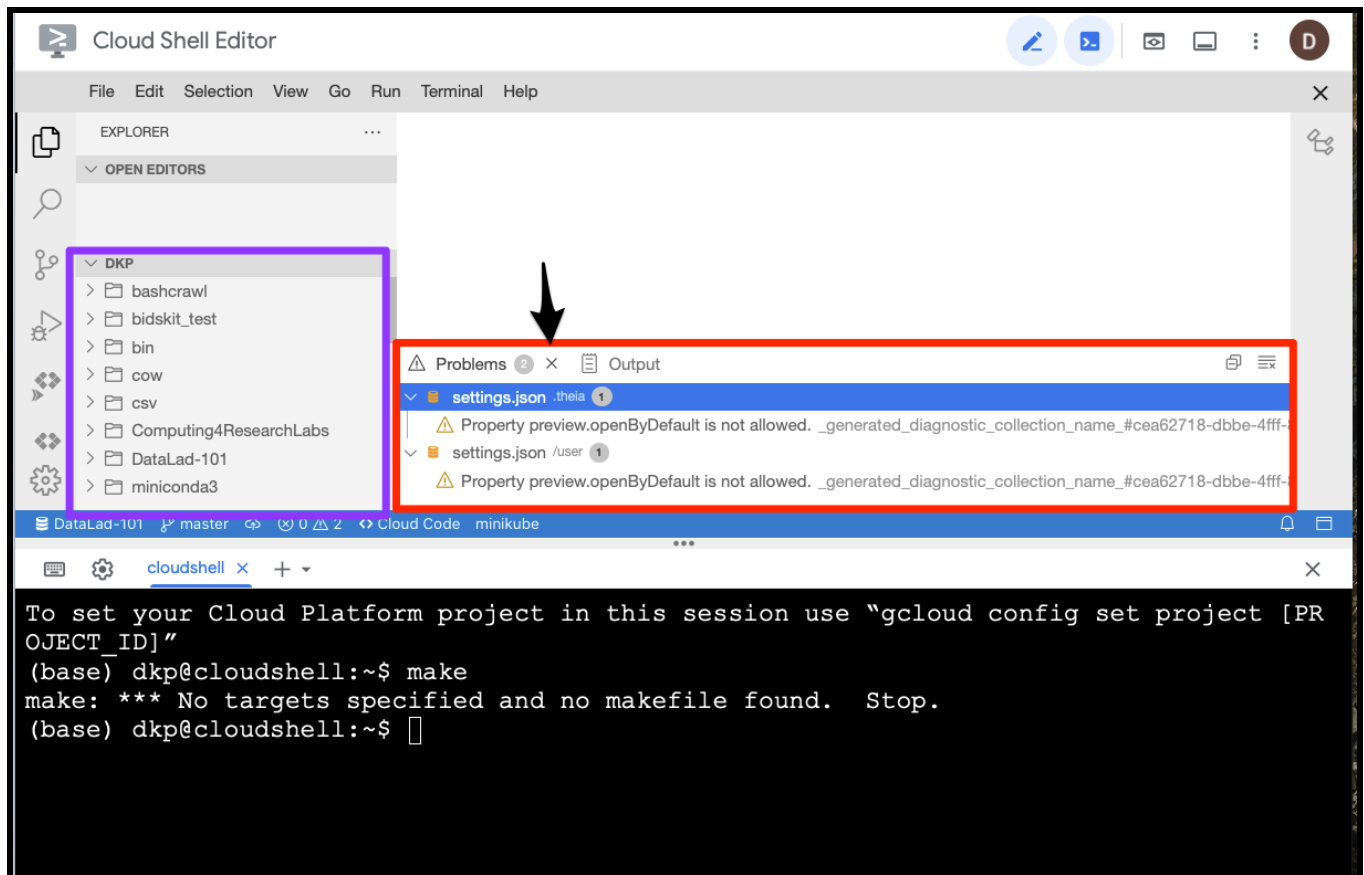 Cloud Shell Editor
D
File Edit Selection View Go Run Terminal Help
EXPLORER
OPEN EDITORS
DKP
bashcrawl
bidskit_test
bin
cow
csv
Computing4ResearchLabs
DataLad-101
miniconda3
Problems 2 Output
settings.json .theia 1
Property preview.openByDefault is not allowed. _generated_diagnostic_collection_name_#cea62718-dbbe-4fff-
settings.json /user 1
Property preview.openByDefault is not allowed. _generated_diagnostic_collection_name_#cea62718-dbbe-4fff-
DataLad-101 master 0 2 Cloud Code minikube
cloudshell
To set your Cloud Platform project in this session use “gcloud config set project [PR
OJECT_ID]”
(base) dkp@cloudshell:~$ make
make: *** No targets specified and no makefile found.  Stop.
(base) dkp@cloudshell:~$